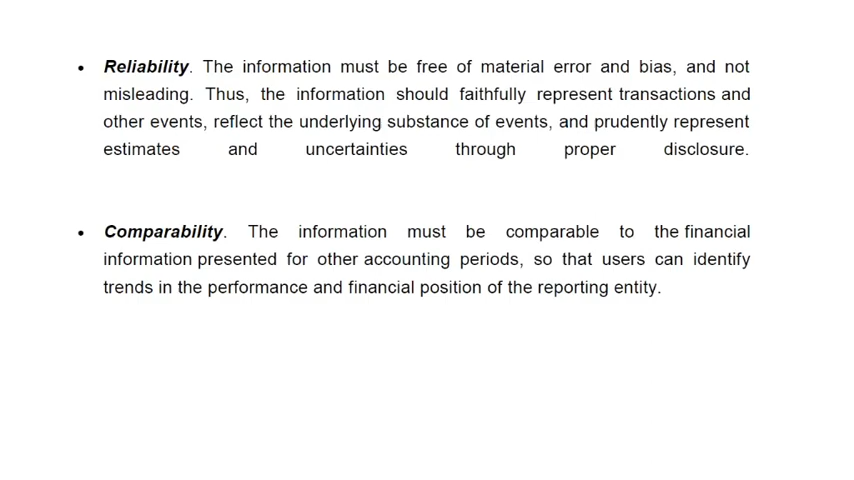 • Reliability. The information must be free of material error and bias, and not
misleading. Thus, the information should faithfully represent transactions and
other events, reflect the underlying substance of events, and prudently represent
estimates and uncertainties through proper disclosure.
• Comparability. The information must be comparable to the financial
information presented for other accounting periods, so that users can identify
trends in the performance and financial position of the reporting entity.